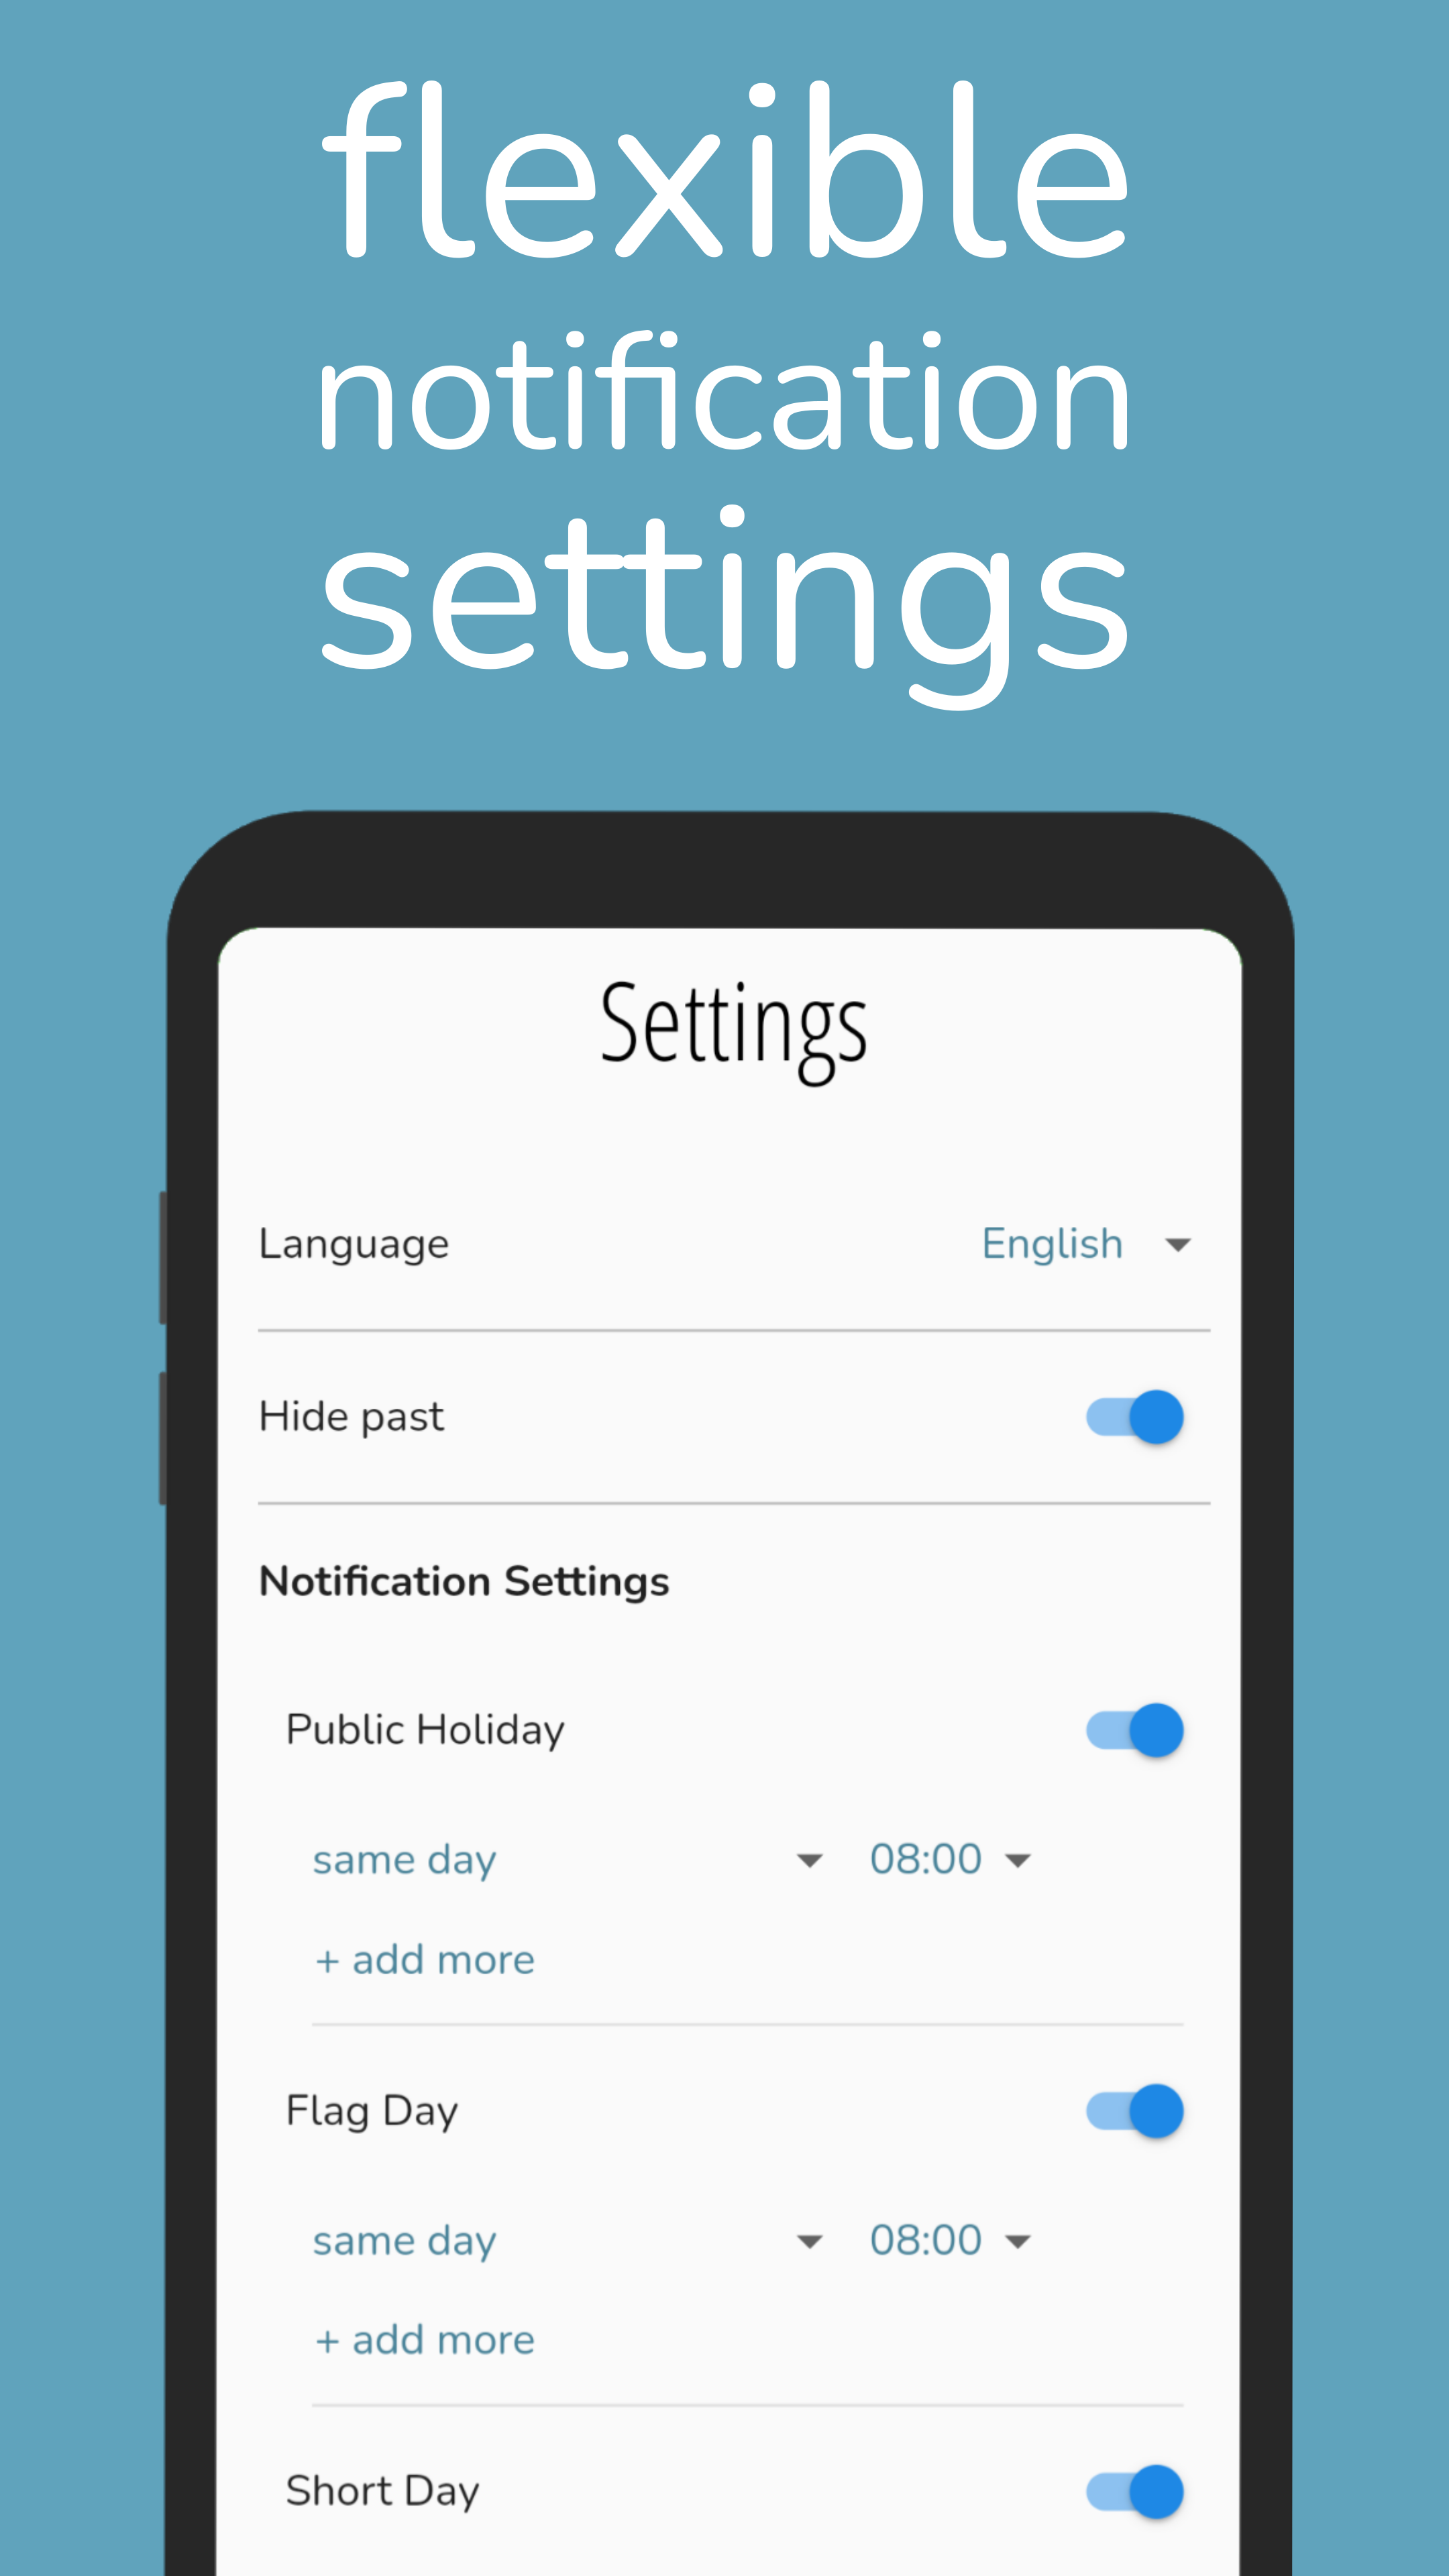 flexible
notification
settings
Settings
Language English
Hide past
Notification Settings
Public Holiday
same day 08:00
+ add more
Flag Day
same day 08:00
+ add more
Short Day